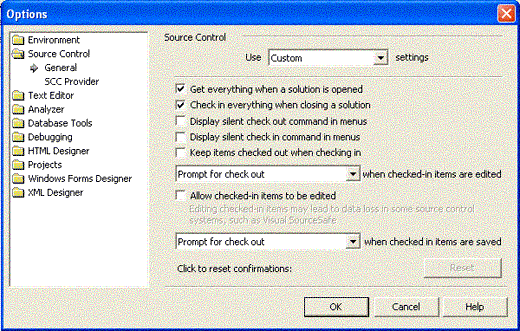 Options
Environment
Source Control
General
SCC Provider
Text Editor
Analyzer
Database Tools
Debugging
HTML Designer
Projects
Windows Forms Designer
XML Designer
Source Control
Use Custom settings
Get everything when a solution is opened
Check in everything when closing a solution
Display silent check out command in menus
Display silent check in command in menus
Keep items checked out when checking in
Prompt for check out when checked-in items are edited
Allow checked-in items to be edited
Editing checked-in items may lead to data loss in some source control
systems, such as Visual SourceSafe
Prompt for check out when checked in items are saved
Click to reset confirmations: Reset
OK Cancel Help